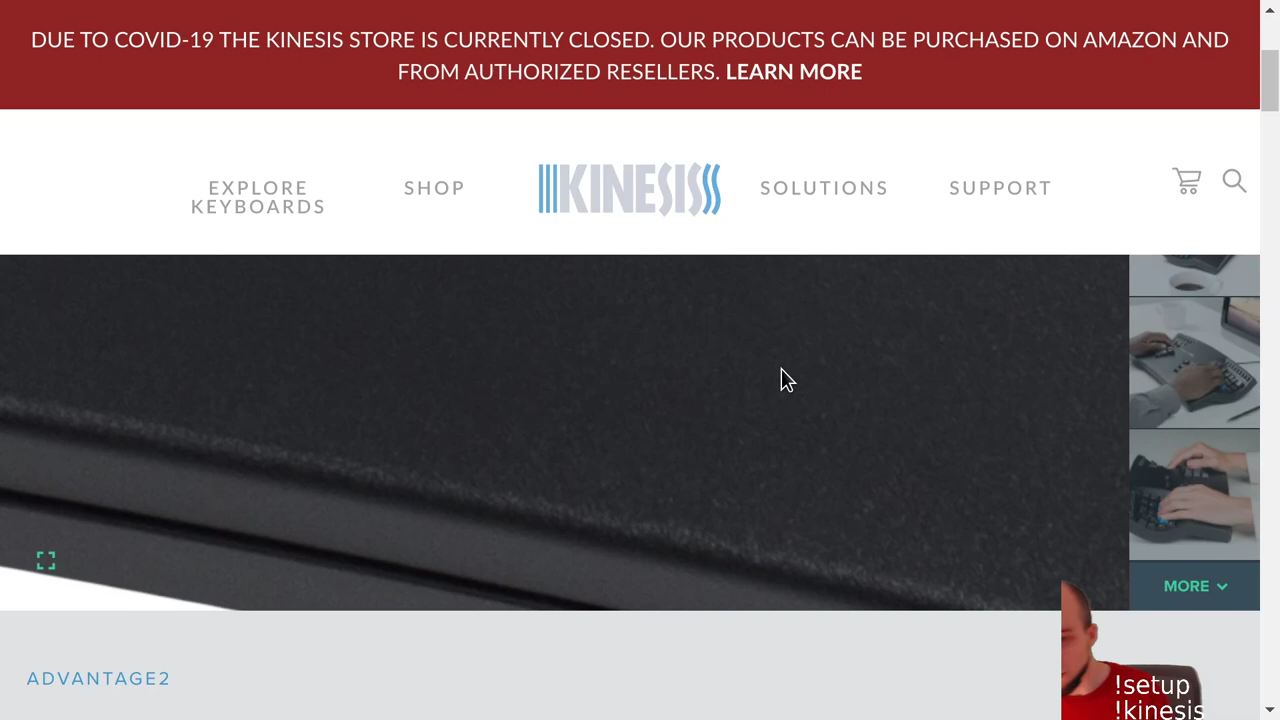 DUE TO COVID-19 THE KINESIS STORE IS CURRENTLY CLOSED. OUR PRODUCTS CAN BE PURCHASED ON AMAZON AND
FROM AUTHORIZED RESELLERS. LEARN MORE
EXPLORE
KEYBOARDS
SHOP
KINESIS
SOLUTIONS
SUPPORT
MORE
ADVANTAGE2
!setup
!kinesis